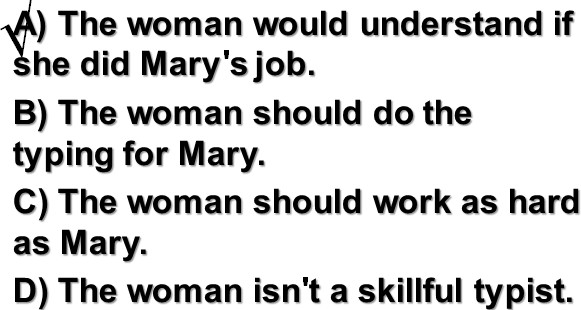 A) The woman would understand if
she did Mary's job.
B) The woman should do the
typing for Mary.
C) The woman should work as hard
as Mary.
D) The woman isn't a skillful typist.